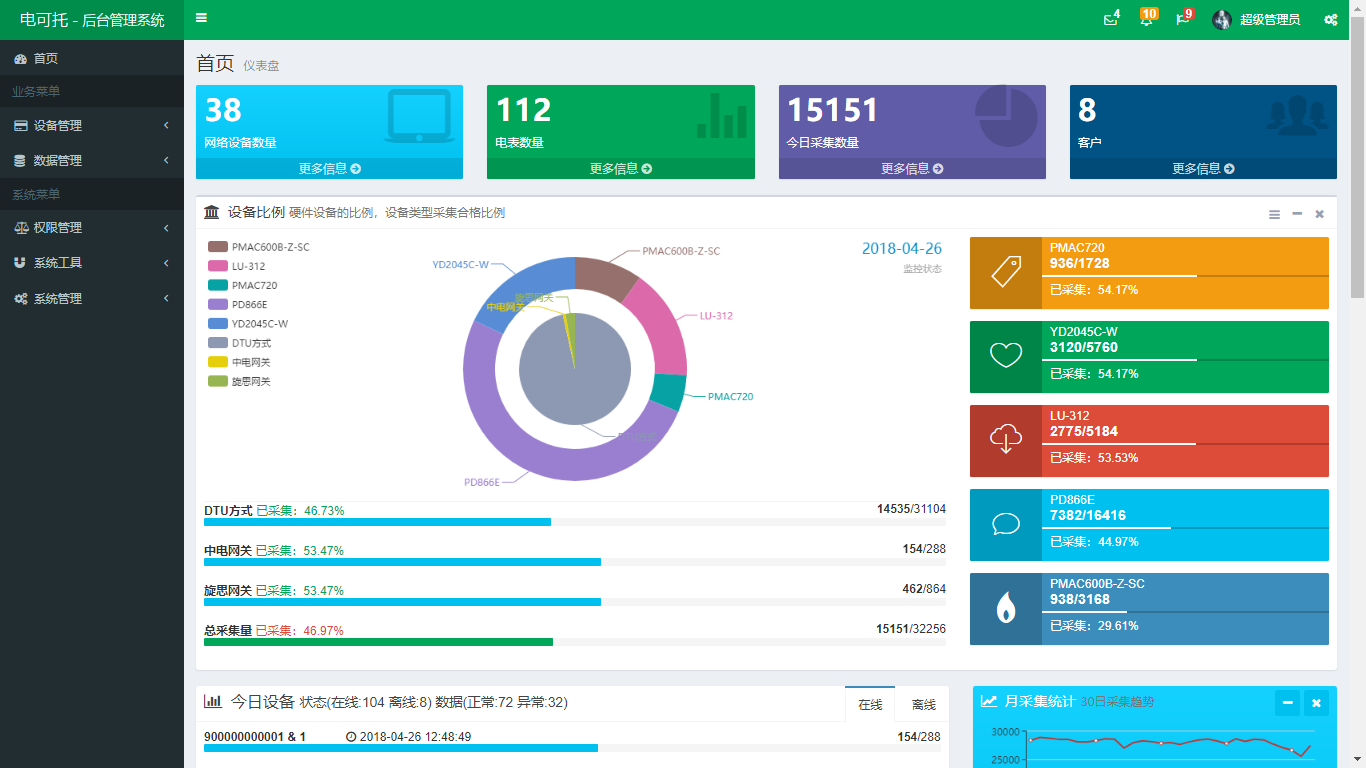 电可托 - 后台管理系统
4
10
9
超级管理员
首页
业务菜单
设备管理
数据管理
系统菜单
权限管理
系统工具
系统管理
首页 仪表盘
38
网络设备数量
更多信息
112
电表数量
更多信息
15151
今日采集数量
更多信息
8
客户
更多信息
设备比例 硬件设备的比例，设备类型采集合格比例
PMAC600B-Z-SC
LU-312
PMAC720
PD866E
YD2045C-W
DTU方式
中电网关
旋思网关
PMAC600B-Z-SC
YD2045C-W
旋思网关
中电网关
LU-312
PMAC720
DTU方式
PD866E
2018-04-26
监控状态
DTU方式 已采集：46.73% 14535/31104
中电网关 已采集：53.47% 154/288
旋思网关 已采集：53.47% 462/864
总采集量 已采集：46.97% 15151/32256
PMAC720
936/1728
已采集：54.17%
YD2045C-W
3120/5760
已采集：54.17%
LU-312
2775/5184
已采集：53.53%
PD866E
7382/16416
已采集：44.97%
PMAC600B-Z-SC
938/3168
已采集：29.61%
今日设备 状态(在线:104 离线:8) 数据(正常:72 异常:32)
在线
离线
900000000001 & 1 2018-04-26 12:48:49 154/288
月采集统计 30日采集趋势
30000
25000